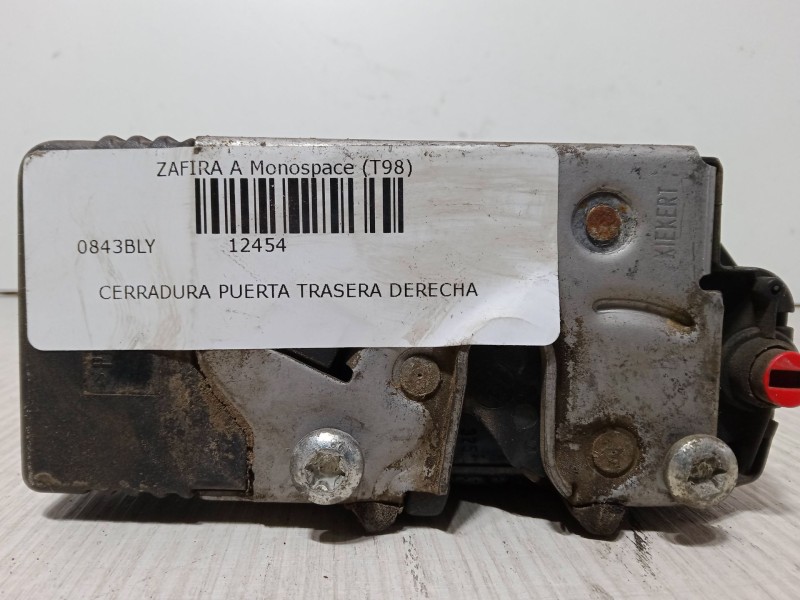 ZAFIRA A Monospace (T98)
0843BLY 12454
CERRADURA PUERTA TRASERA DERECHA
KIEKERT